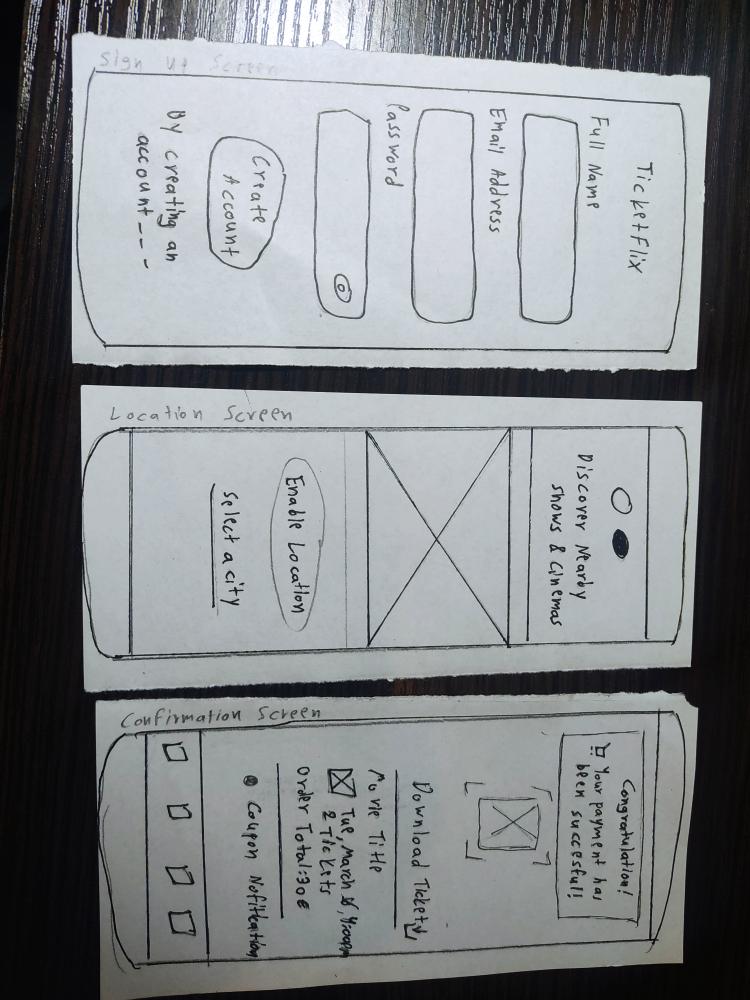 TicketFlix
Full Name
Email Address
Password
Create
Account
By creating an
account---
Sign Up Screen
Discover Nearby
shows & Cinemas
Enable Location
Select a city
Location Screen
Congratulation!
Your payment has
been succesful!
Download Ticket
Movie Title
Tue, March 4:00pm
2 Tickets
Order Total:30€
Coupon Nofitication
Confirmation Screen